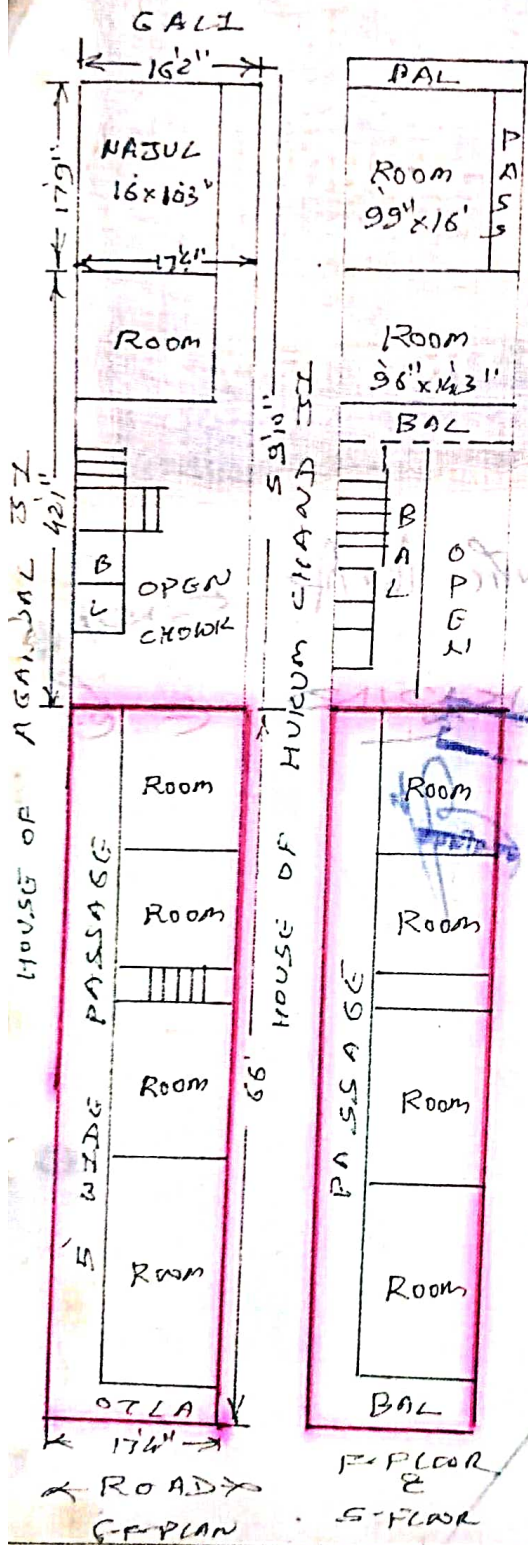 GALI
16'2"
17'9"
NAJUL
16 x 10'3"
17'4"
Room
42'1"
59'10"
B
OPEN
CHOWK
HOUSE OF AGARWAL JI
HOUSE OF HUKUM CHAND JI
Room
Room
Room
Room
5' WIDE PASSAGE
66'
OTLA
17'4"
ROAD
G-F-PLAN
BAL
Room
9'9" x 16'
PASS
Room
9'6" x 14'3"
BAL
BAL
OPEN
Room
Room
Room
Room
PASSAGE
BAL
F-FLOOR
&
S-FLOOR